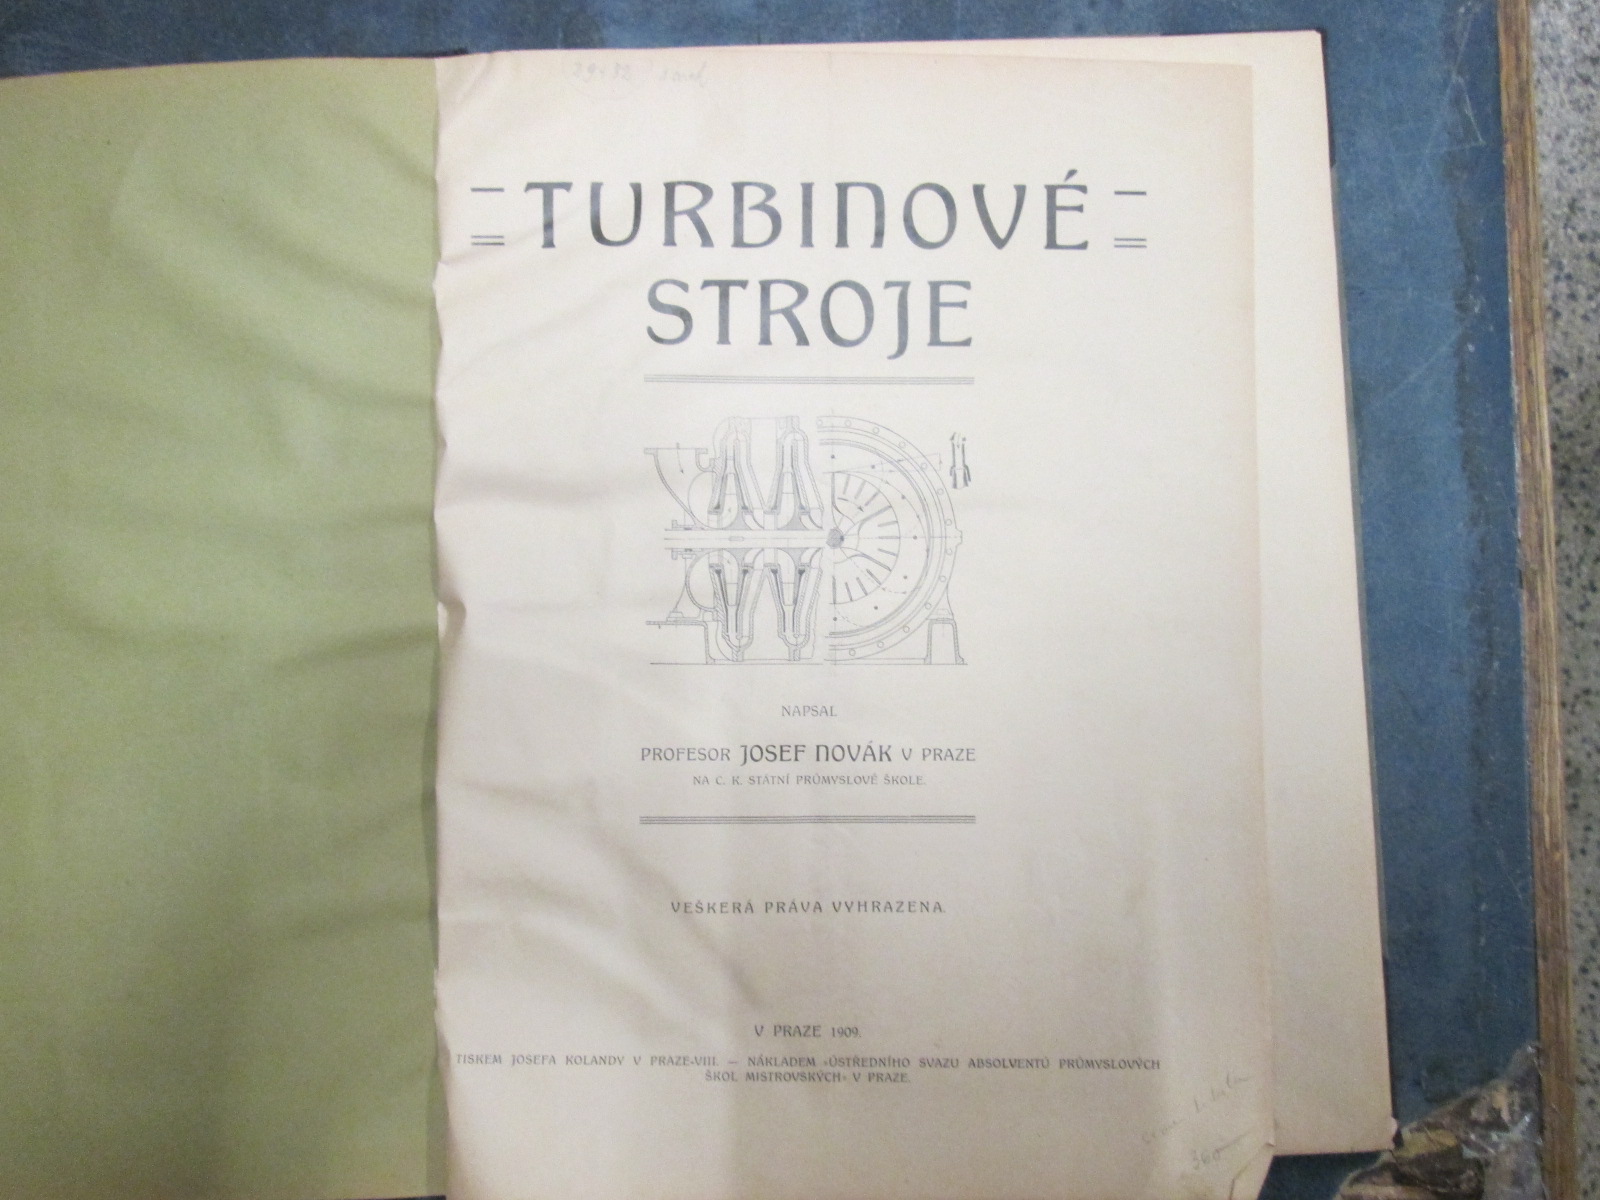 TURBINOVÉ
STROJE
NAPSAL
PROFESOR JOSEF NOVÁK V PRAZE
NA C. K. STÁTNÍ PRŮMYSLOVÉ ŠKOLE.
VEŠKERÁ PRÁVA VYHRAZENA.
V PRAZE 1909.
TISKEM JOSEFA KOLANDY V PRAZE-VIII. — NÁKLADEM »ÚSTŘEDNÍHO SVAZU ABSOLVENTŮ PRŮMYSLOVÝCH
ŠKOL MISTROVSKÝCH« V PRAZE.
360